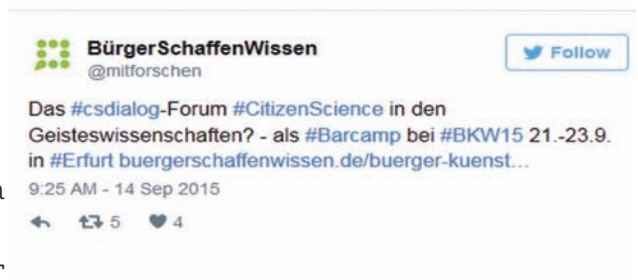 BürgerSchaffenWissen
@mitforschen
Follow
Das #csdialog-Forum #CitizenScience in den
Geisteswissenschaften? - als #Barcamp bei #BKW15 21.-23.9.
in #Erfurt buergerschaffenwissen.de/buerger-kuenst…
9:25 AM - 14 Sep 2015
5 4